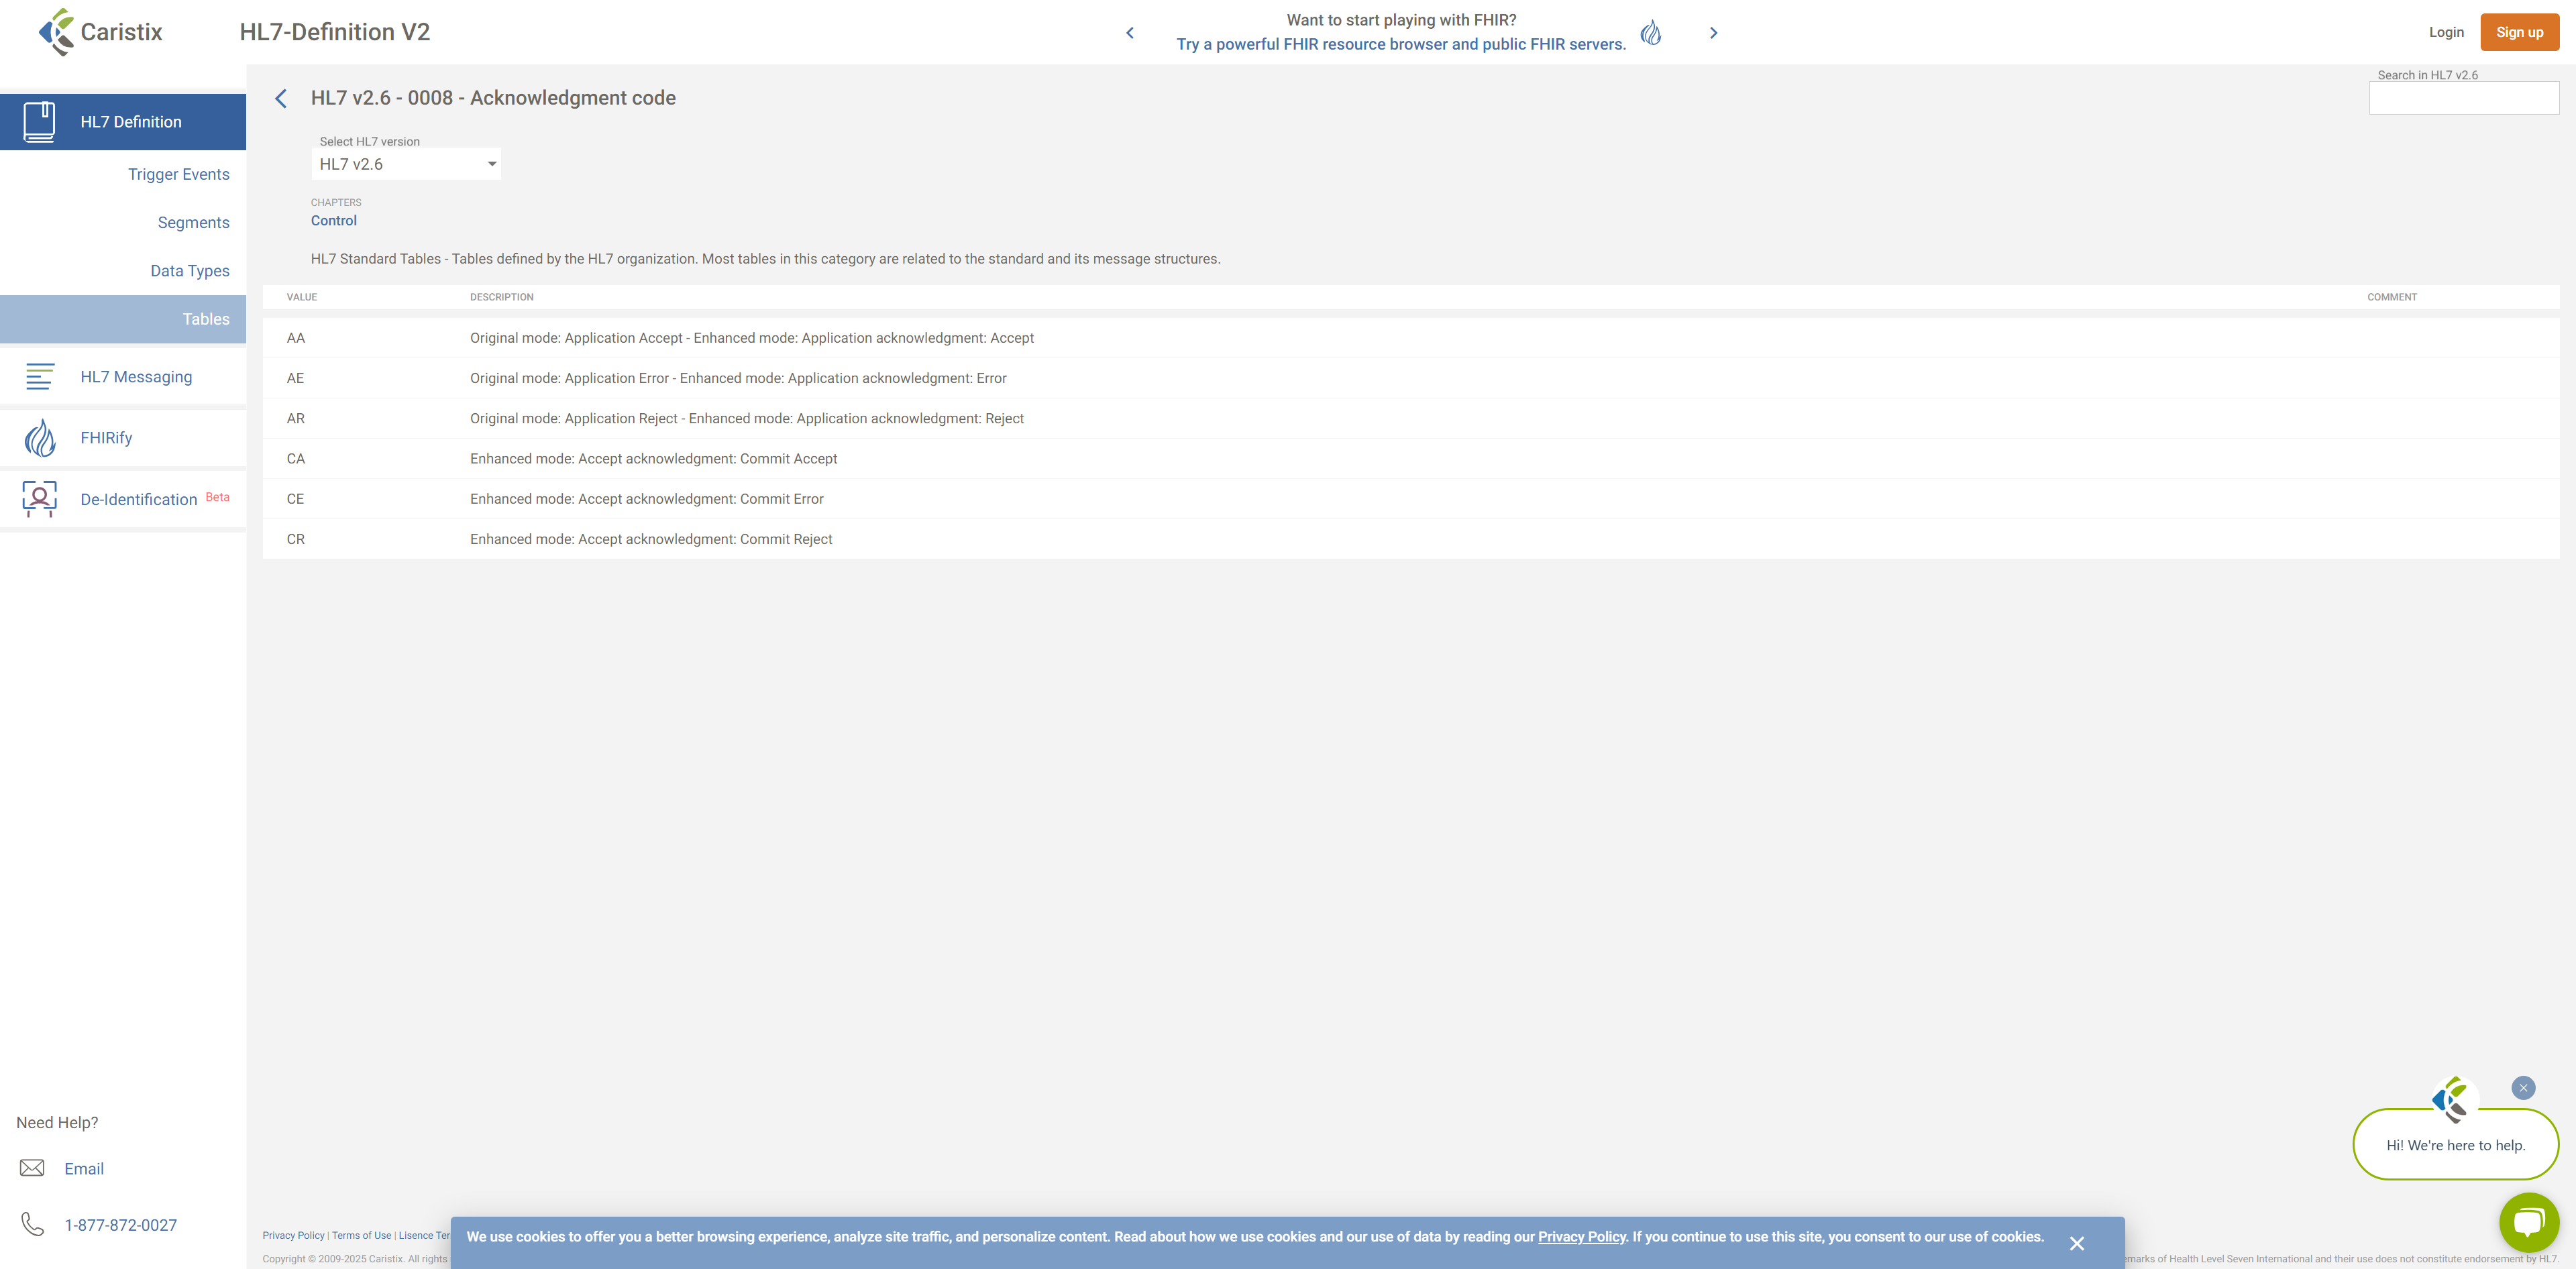 Caristix
HL7-Definition V2
Want to start playing with FHIR?
Try a powerful FHIR resource browser and public FHIR servers.
Login
Sign up
HL7 Definition
Trigger Events
Segments
Data Types
Tables
HL7 Messaging
FHIRify
De-Identification Beta
Need Help?
Email
1-877-872-0027
HL7 v2.6 - 0008 - Acknowledgment code
Search in HL7 v2.6
Select HL7 version
HL7 v2.6
CHAPTERS
Control
HL7 Standard Tables - Tables defined by the HL7 organization. Most tables in this category are related to the standard and its message structures.
VALUE DESCRIPTION COMMENT
AA Original mode: Application Accept - Enhanced mode: Application acknowledgment: Accept
AE Original mode: Application Error - Enhanced mode: Application acknowledgment: Error
AR Original mode: Application Reject - Enhanced mode: Application acknowledgment: Reject
CA Enhanced mode: Accept acknowledgment: Commit Accept
CE Enhanced mode: Accept acknowledgment: Commit Error
CR Enhanced mode: Accept acknowledgment: Commit Reject
Hi! We're here to help.
Privacy Policy | Terms of Use | Lisence Ter
We use cookies to offer you a better browsing experience, analyze site traffic, and personalize content. Read about how we use cookies and our use of data by reading our Privacy Policy. If you continue to use this site, you consent to our use of cookies.
Copyright © 2009-2025 Caristix. All rights
emarks of Health Level Seven International and their use does not constitute endorsement by HL7.